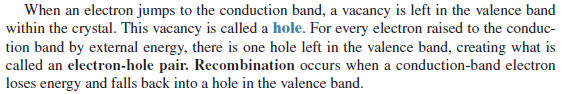 When an electron jumps to the conduction band, a vacancy is left in the valence band
within the crystal. This vacancy is called a hole. For every electron raised to the conduc-
tion band by external energy, there is one hole left in the valence band, creating what is
called an electron-hole pair. Recombination occurs when a conduction-band electron
loses energy and falls back into a hole in the valence band.